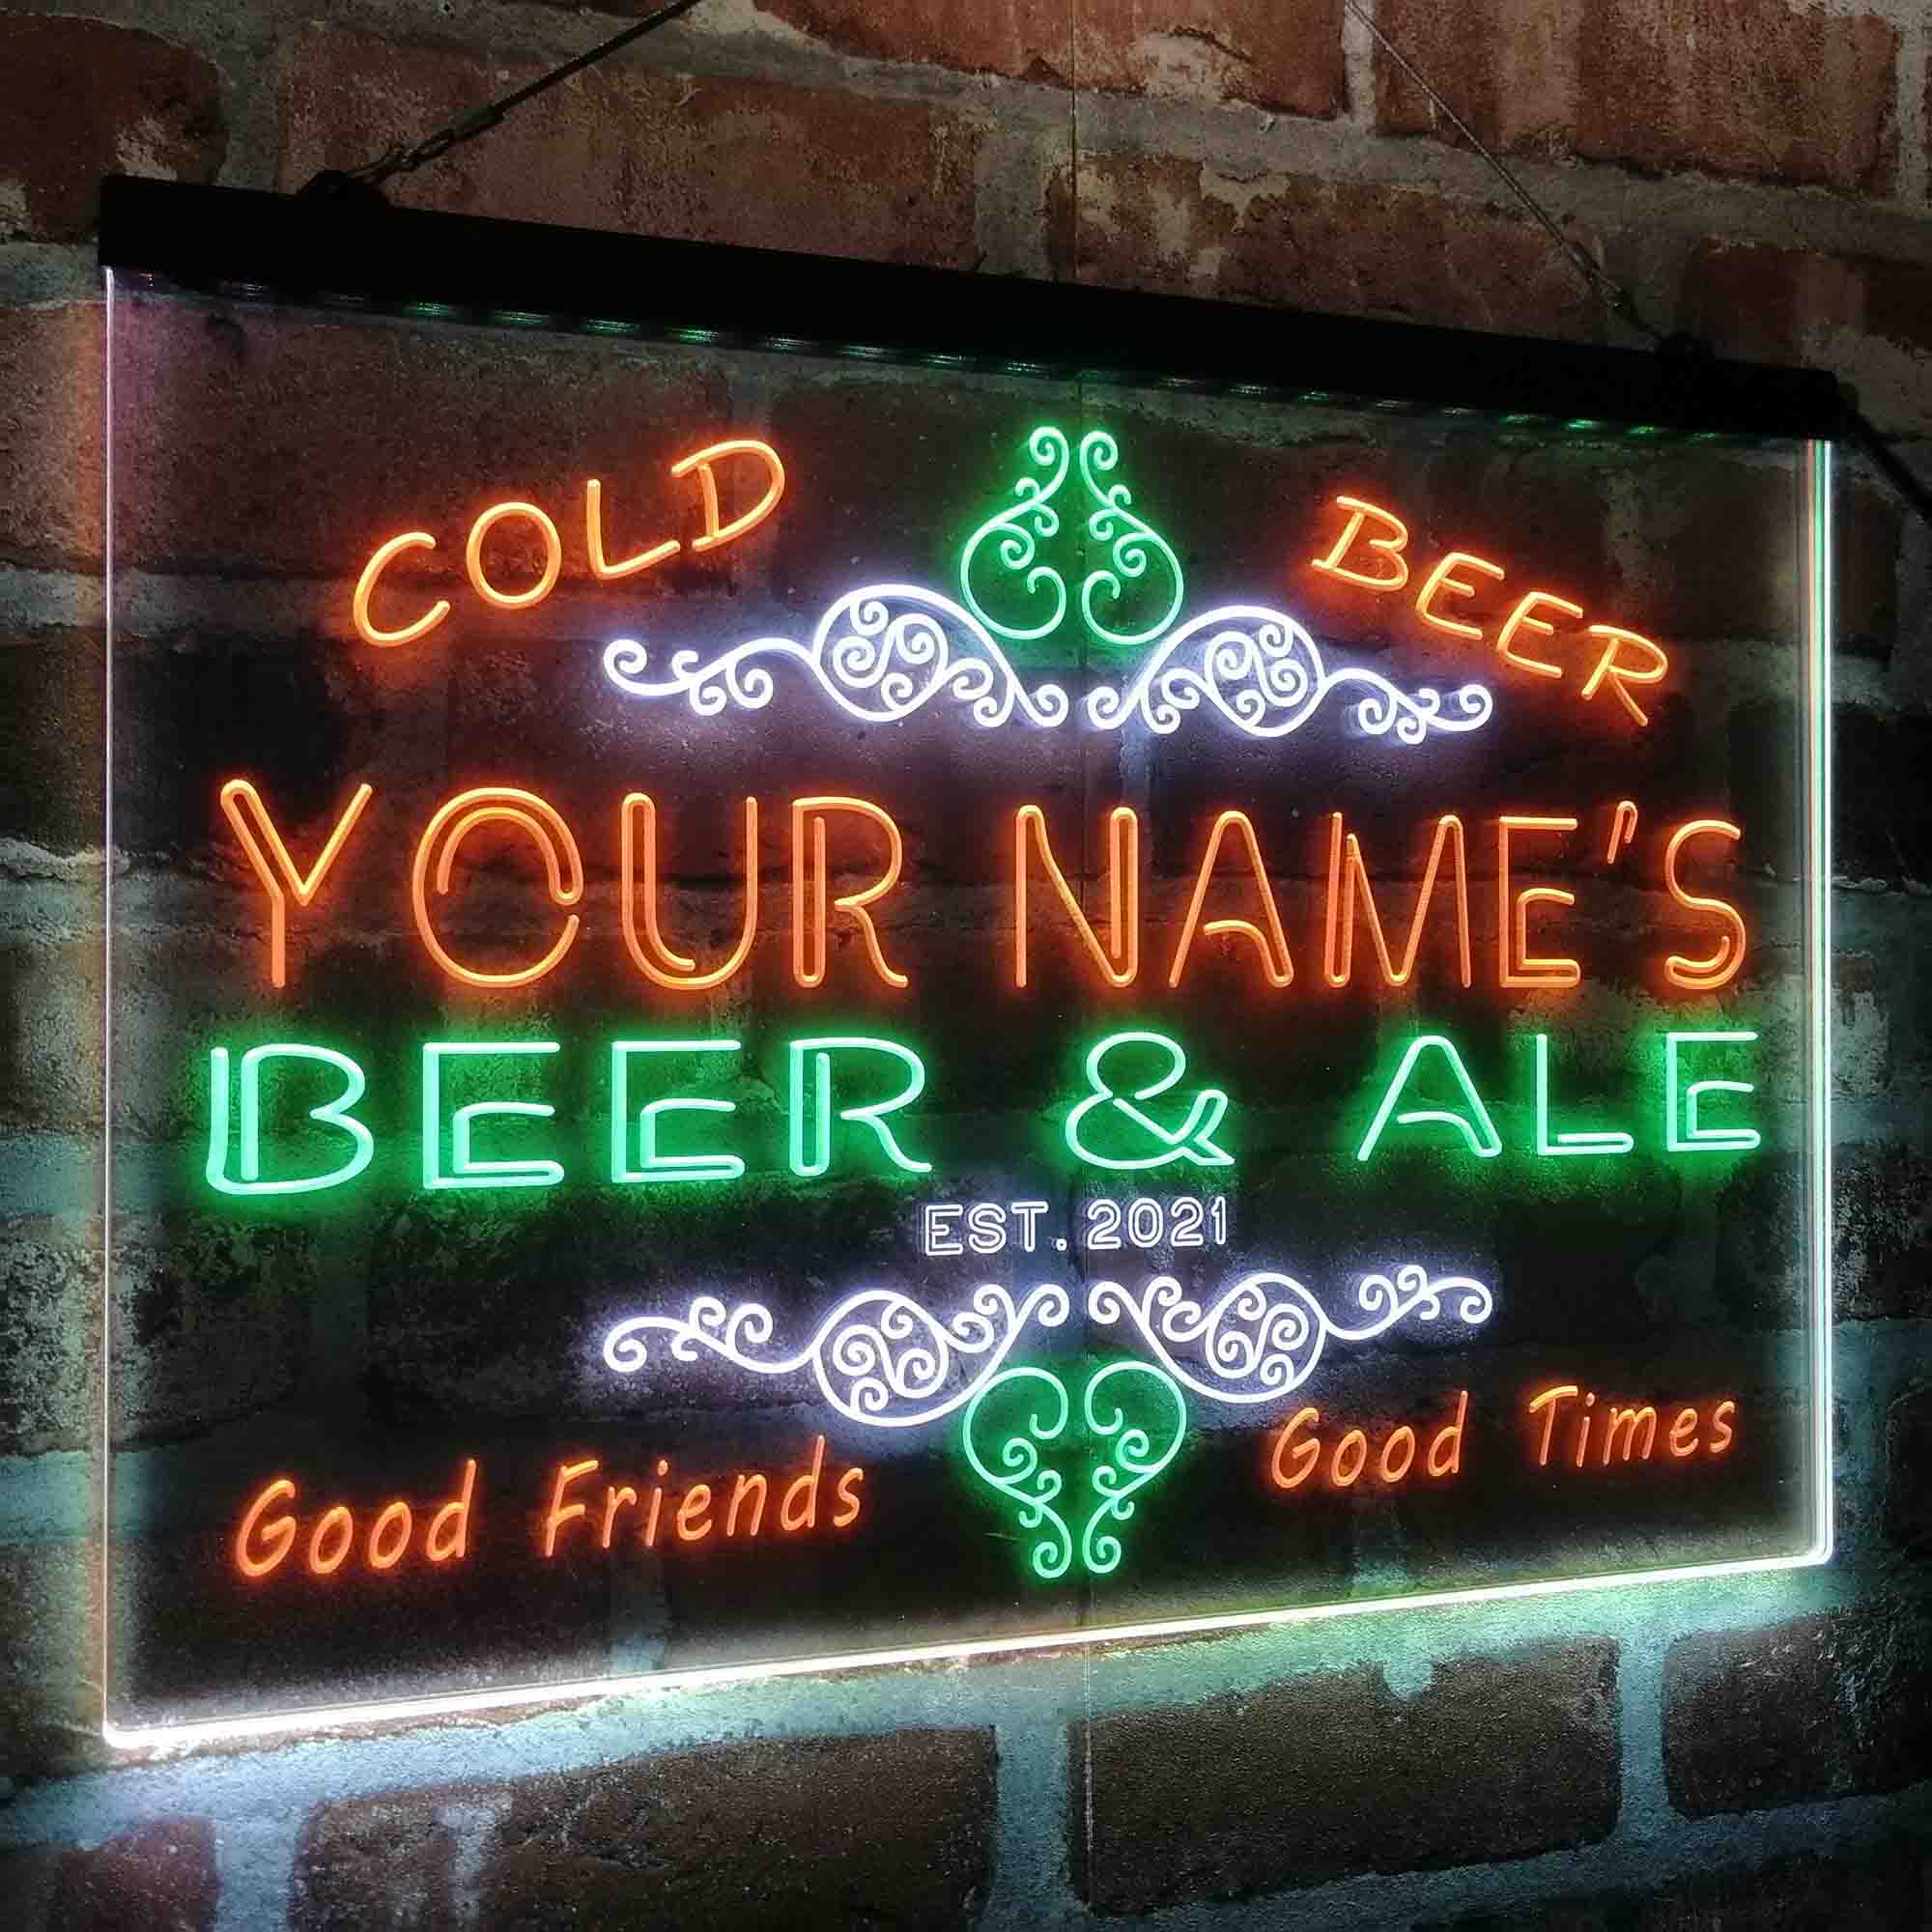 COLD BEER
YOUR NAME'S
BEER & ALE
EST. 2021
Good Friends Good Times